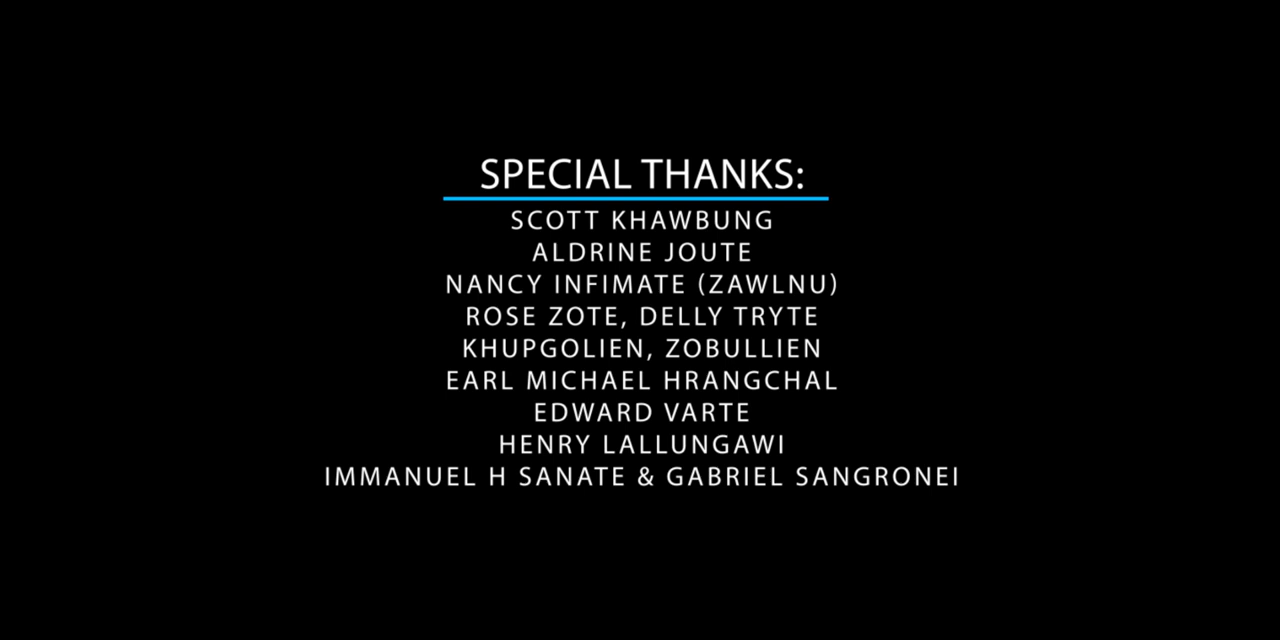 SPECIAL THANKS:
SCOTT KHAWBUNG
ALDRINE JOUTE
NANCY INFIMATE (ZAWLNU)
ROSE ZOTE, DELLY TRYTE
KHUPGOLIEN, ZOBULLIEN
EARL MICHAEL HRANGCHAL
EDWARD VARTE
HENRY LALLUNGAWI
IMMANUEL H SANATE & GABRIEL SANGRONEI